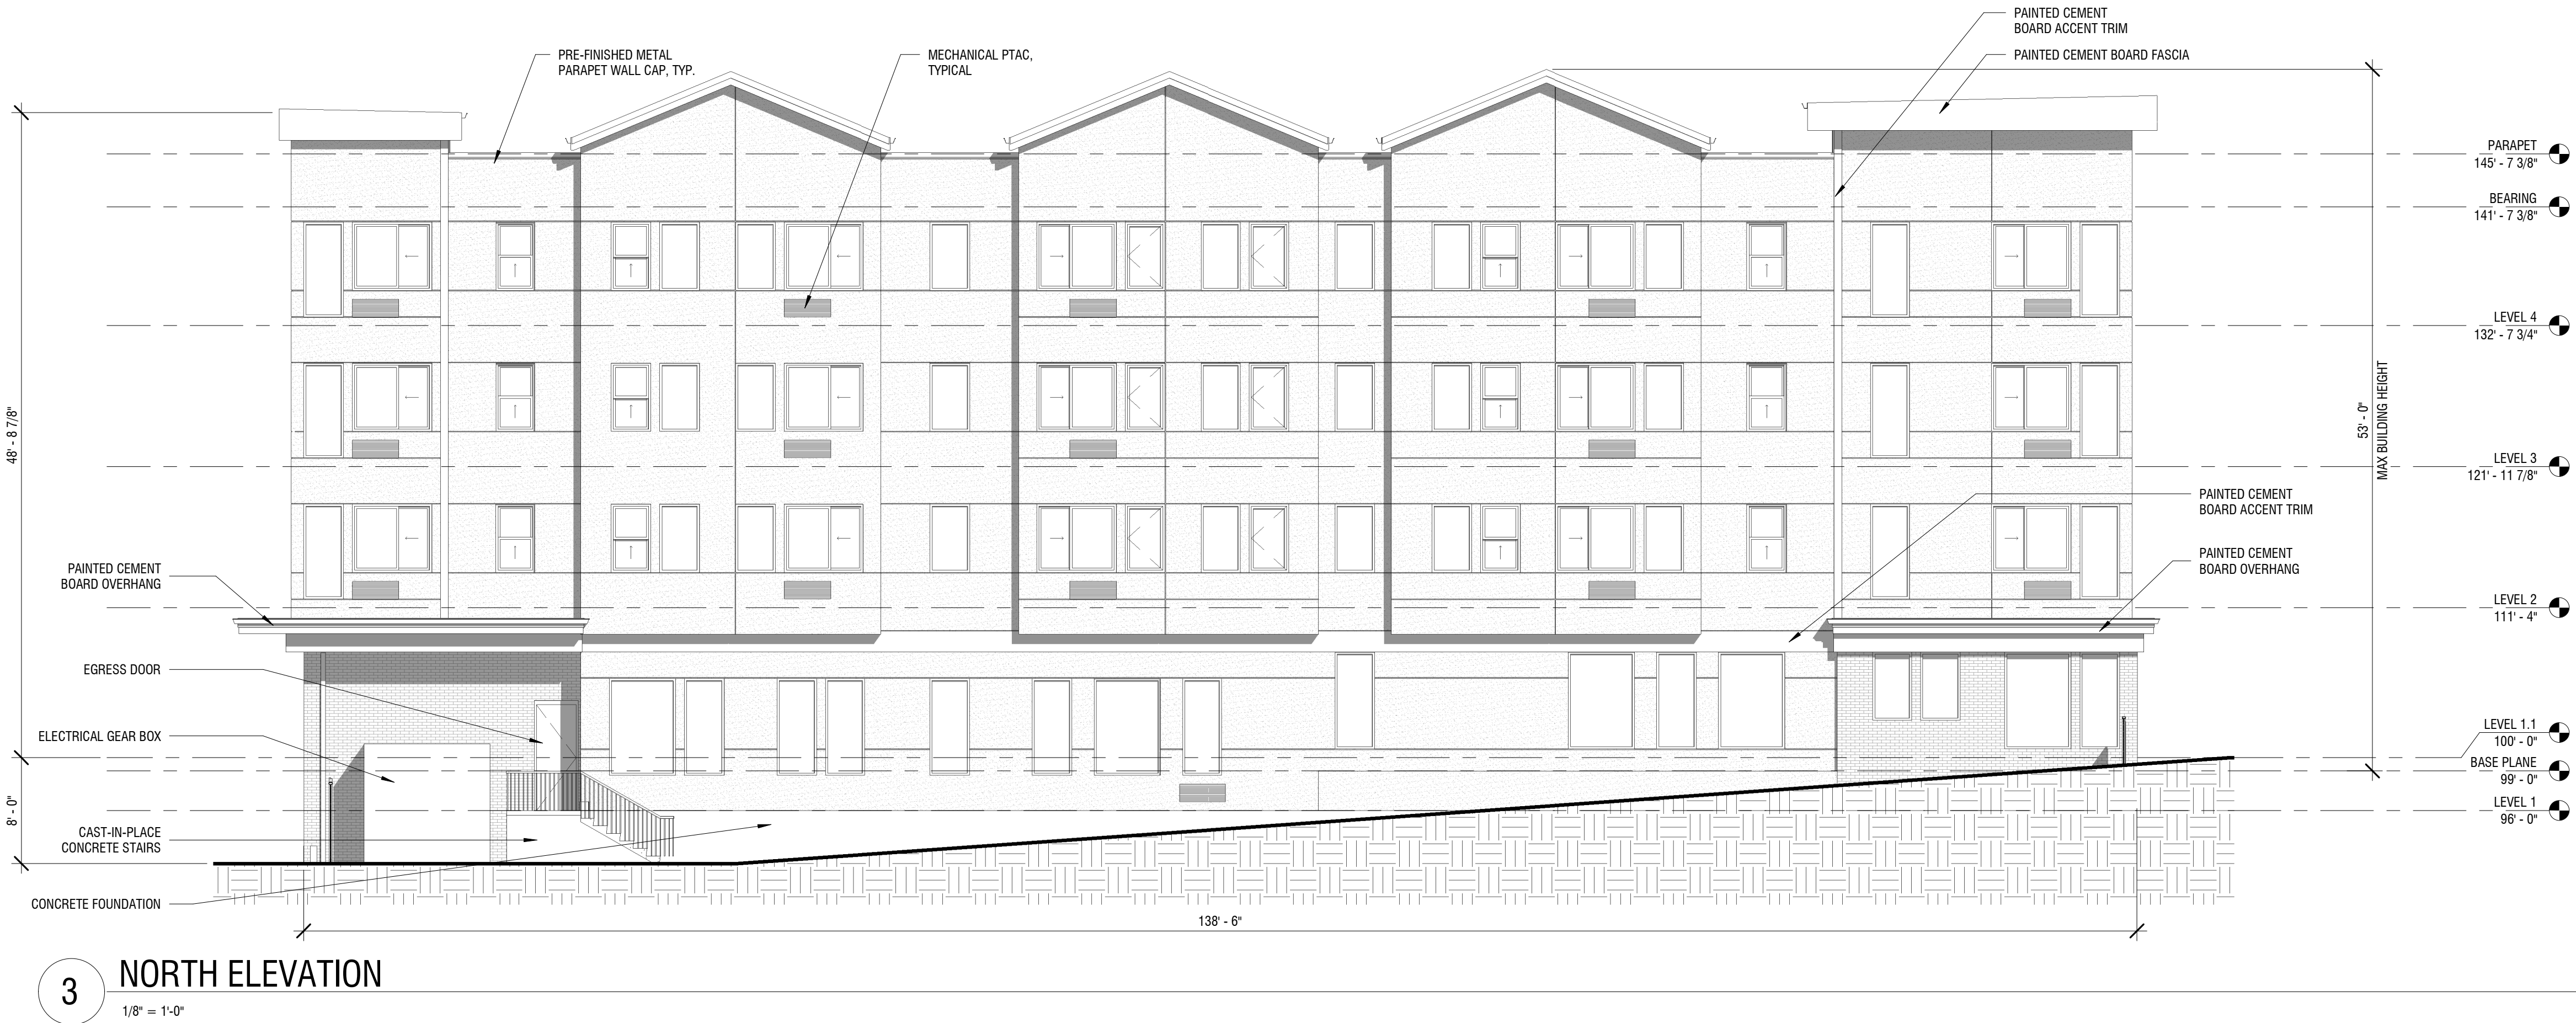 PAINTED CEMENT
BOARD ACCENT TRIM
PRE-FINISHED METAL
PARAPET WALL CAP, TYP.
MECHANICAL PTAC,
TYPICAL
PAINTED CEMENT BOARD FASCIA
PARAPET
145' - 7 3/8"
BEARING
141' - 7 3/8"
LEVEL 4
132' - 7 3/4"
48' - 8 7/8"
53' - 0"
MAX BUILDING HEIGHT
LEVEL 3
121' - 11 7/8"
PAINTED CEMENT
BOARD ACCENT TRIM
PAINTED CEMENT
BOARD OVERHANG
PAINTED CEMENT
BOARD OVERHANG
LEVEL 2
111' - 4"
EGRESS DOOR
ELECTRICAL GEAR BOX
LEVEL 1.1
100' - 0"
BASE PLANE
99' - 0"
8' - 0"
LEVEL 1
96' - 0"
CAST-IN-PLACE
CONCRETE STAIRS
CONCRETE FOUNDATION
138' - 6"
3
NORTH ELEVATION
1/8" = 1'-0"